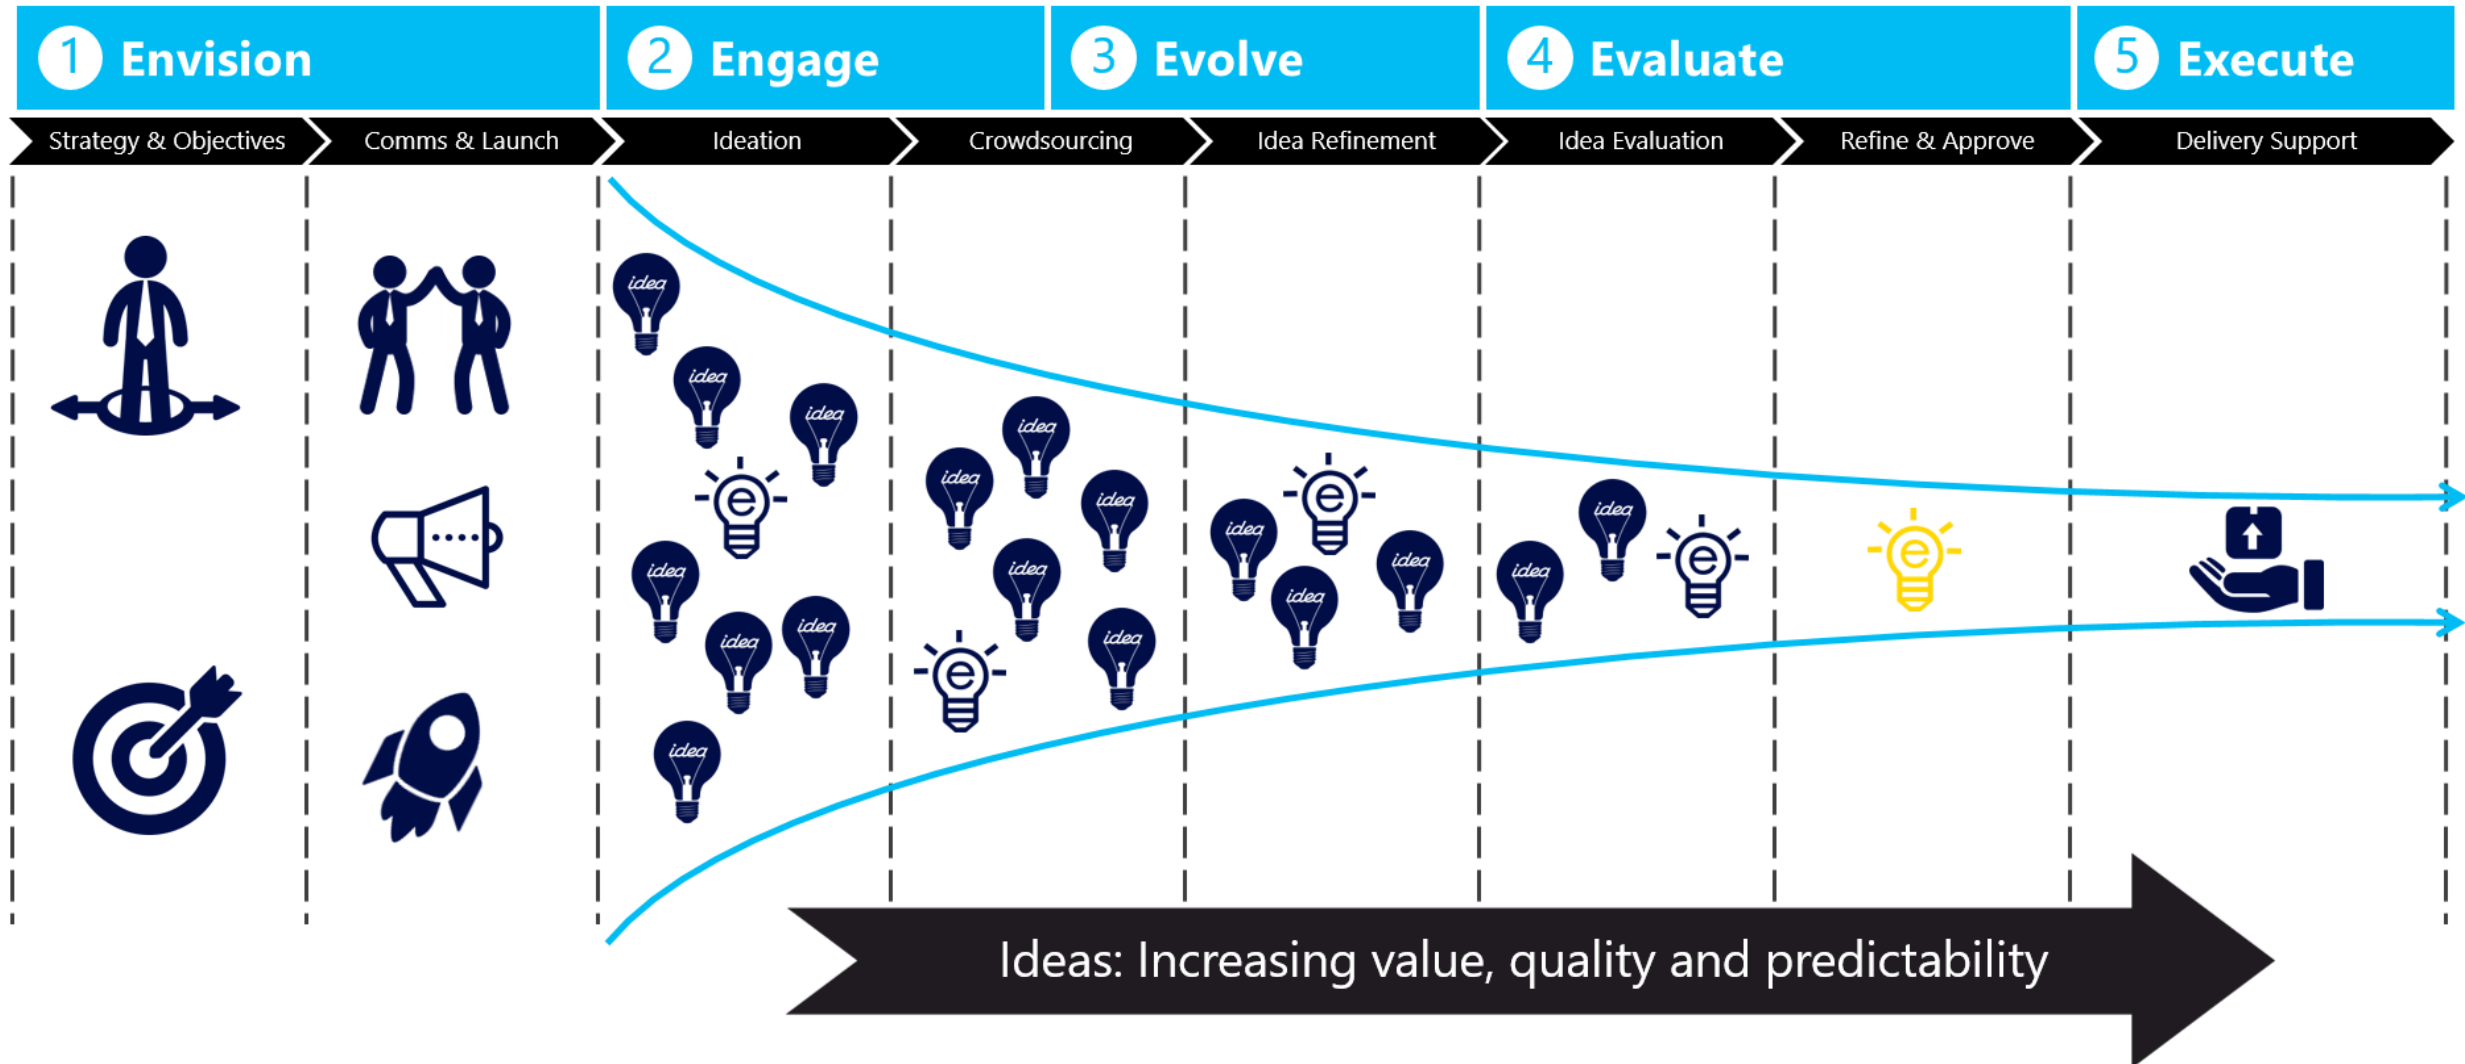 1 Envision
2 Engage
3 Evolve
4 Evaluate
5 Execute
Strategy & Objectives
Comms & Launch
Ideation
Crowdsourcing
Idea Refinement
Idea Evaluation
Refine & Approve
Delivery Support
idea
idea
idea
e
idea
idea
idea
idea
idea
idea
idea
idea
idea
e
idea
e
idea
idea
idea
idea
e
e
Ideas: Increasing value, quality and predictability